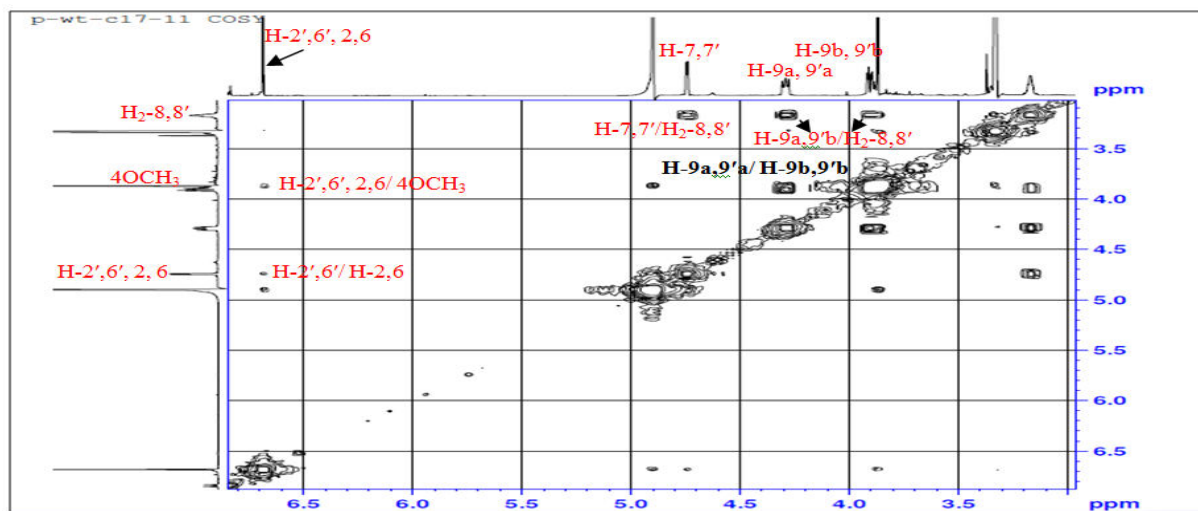 p-wt-c17-11 COSY
H-2′,6′, 2,6
H-7,7′
H-9b, 9′b
H-9a, 9′a
ppm
H₂-8,8′
H-7,7′/H₂-8,8′
H-9a,9′b/H₂-8,8′
3.5
H-9a,9′a/ H-9b,9′b
4OCH₃
H-2′,6′, 2,6/ 4OCH₃
4.0
4.5
H-2′,6′, 2, 6
H-2′,6′/ H-2,6
5.0
5.5
6.0
6.5
6.5 6.0 5.5 5.0 4.5 4.0 3.5 ppm